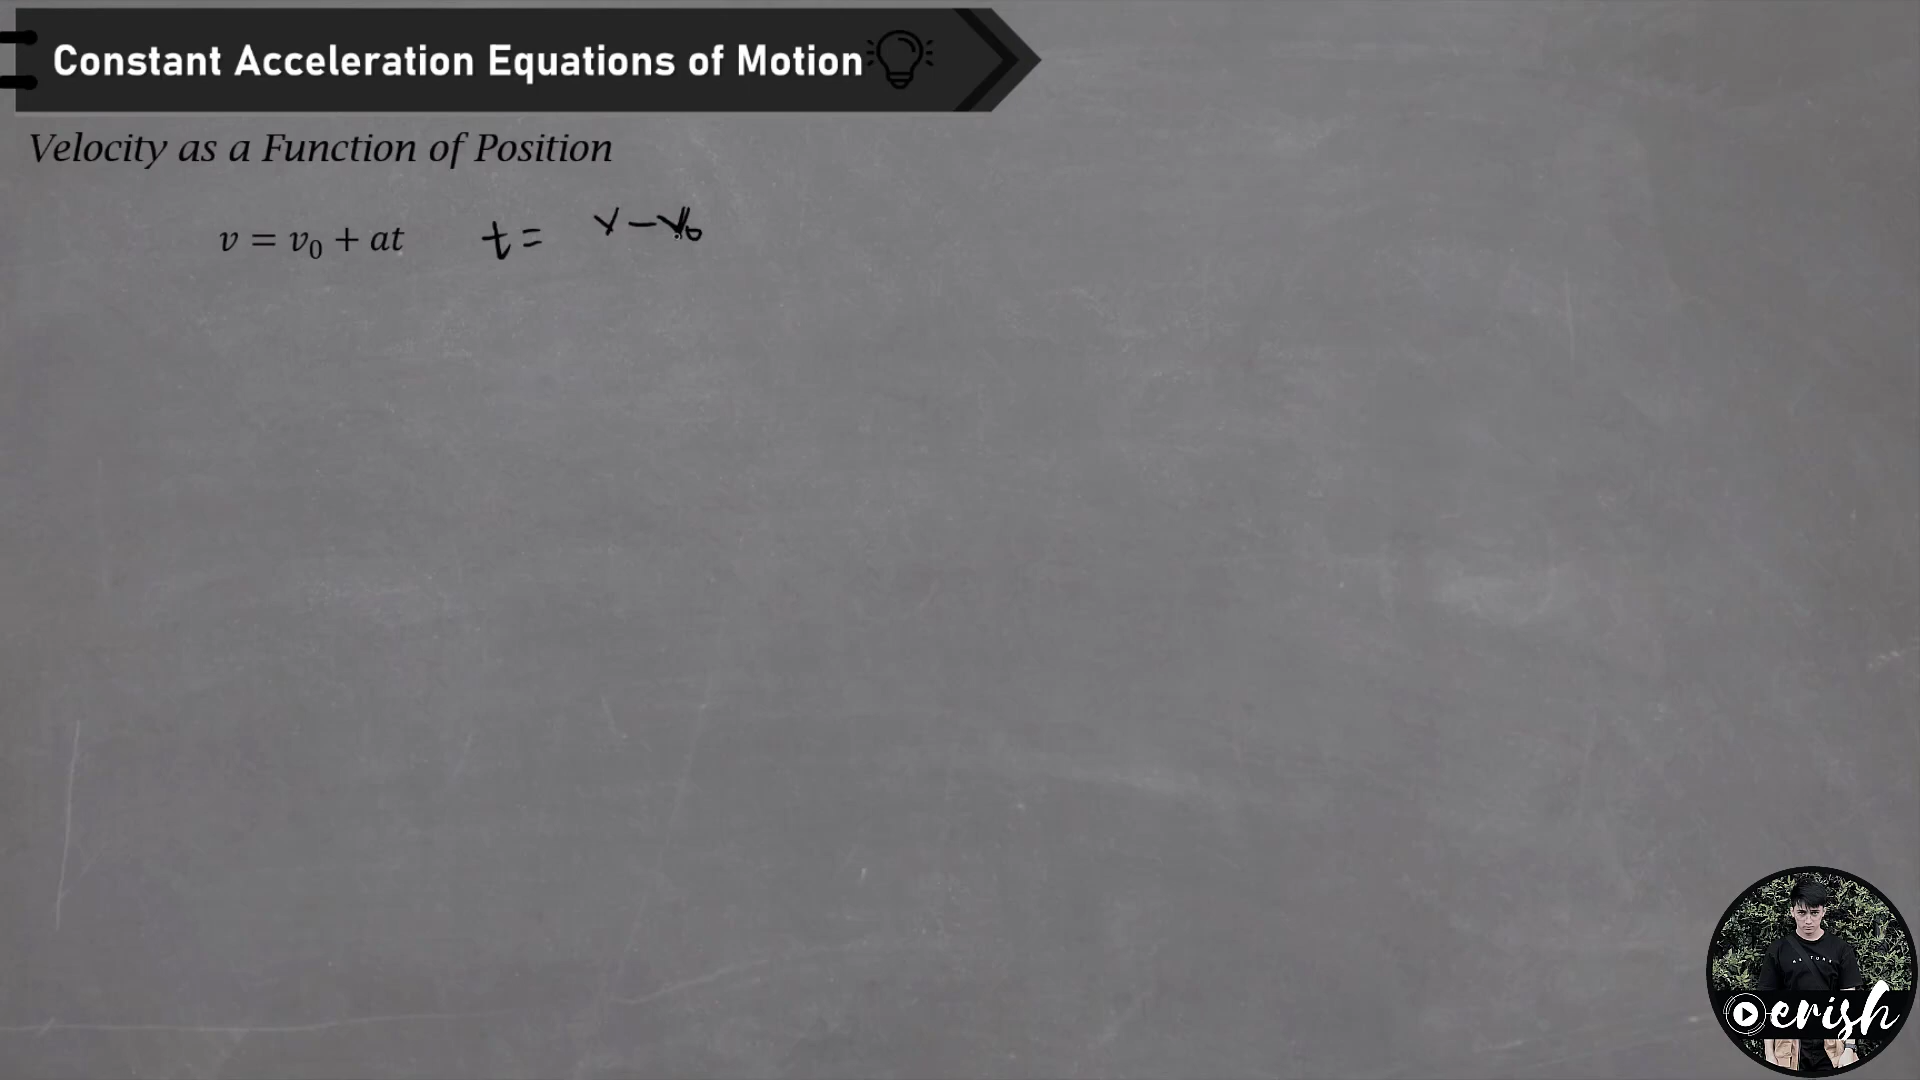 Constant Acceleration Equations of Motion
Velocity as a Function of Position
v = v₀ + at t = v - v₀
erish